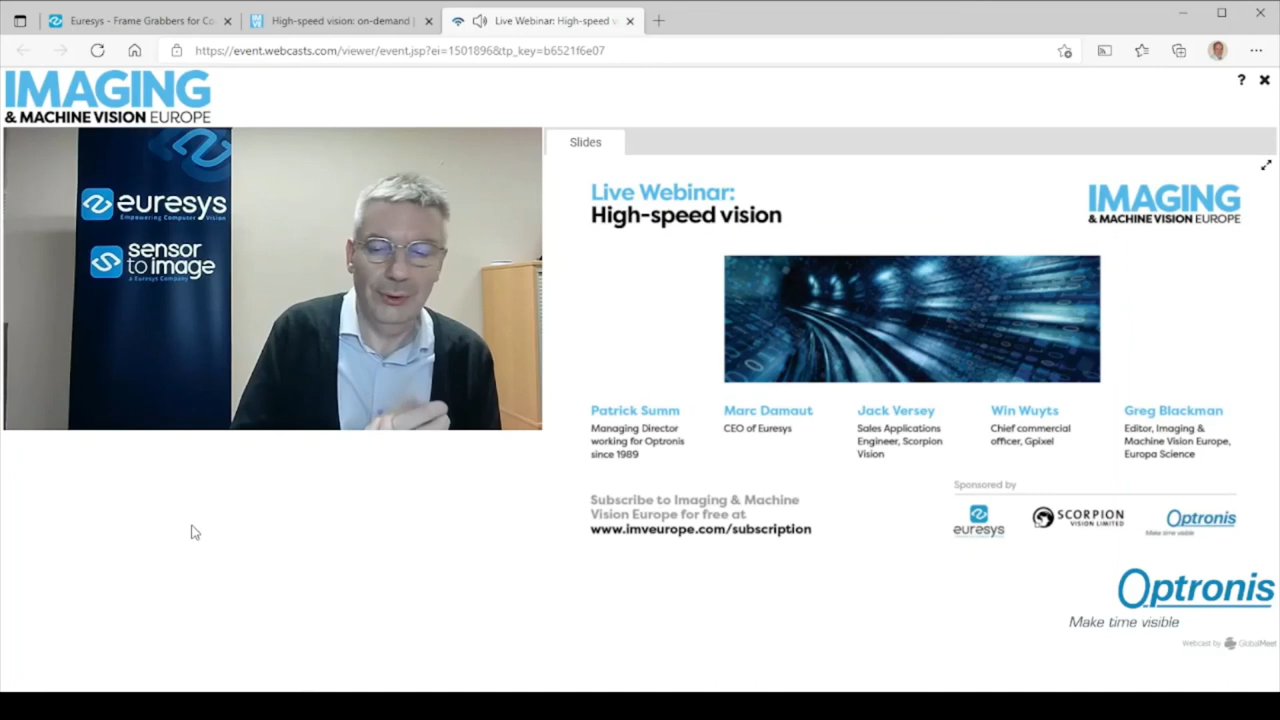 Euresys - Frame Grabbers for Co
High-speed vision: on-demand |
Live Webinar: High-speed v
https://event.webcasts.com/viewer/event.jsp?ei=1501896&tp_key=b6521f6e07
IMAGING
& MACHINE VISION EUROPE
? ×
euresys
Empowering Computer Vision
sensor
to image
a Euresys Company
Slides
Live Webinar:
High-speed vision
IMAGING
& MACHINE VISION EUROPE
Patrick Summ
Managing Director
working for Optronis
since 1989
Marc Damaut
CEO of Euresys
Jack Versey
Sales Applications
Engineer, Scorpion
Vision
Win Wuyts
Chief commercial
officer, Gpixel
Greg Blackman
Editor, Imaging &
Machine Vision Europe,
Europa Science
Subscribe to Imaging & Machine
Vision Europe for free at
www.imveurope.com/subscription
Sponsored by
euresys
SCORPION
VISION LIMITED
Optronis
Make time visible
Optronis
Make time visible
Webcast by GlobalMeet